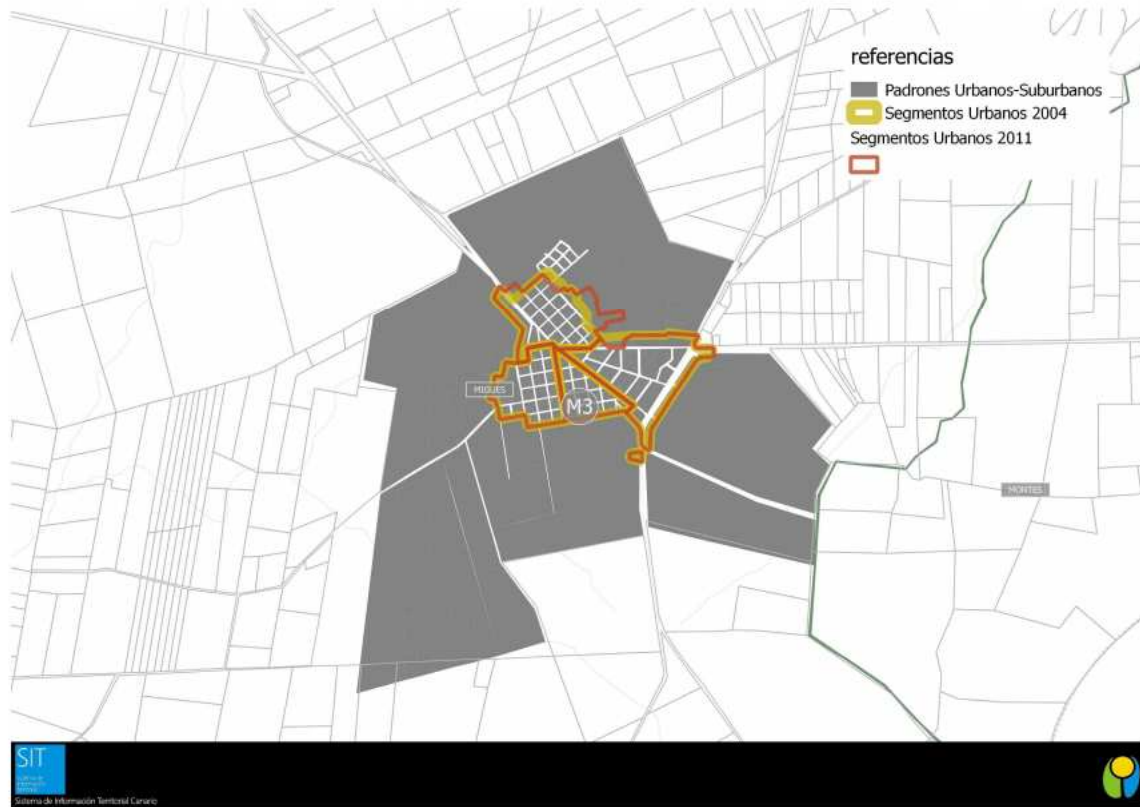 referencias
Padrones Urbanos-Suburbanos
Segmentos Urbanos 2004
Segmentos Urbanos 2011
MIGUES
M3
MONTES
SIT
Sistema de Información Territorial Canario